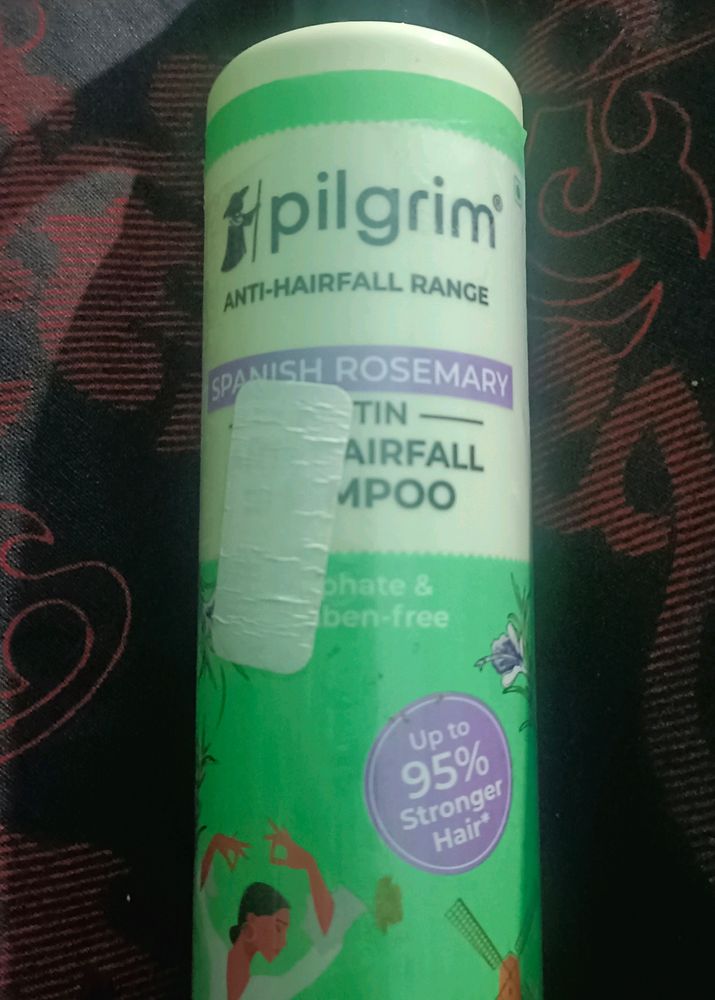 pilgrim®
ANTI-HAIRFALL RANGE
SPANISH ROSEMARY
TIN
AIRFALL
MPOO
phate &
ben-free
Up to
95%
Stronger
Hair*